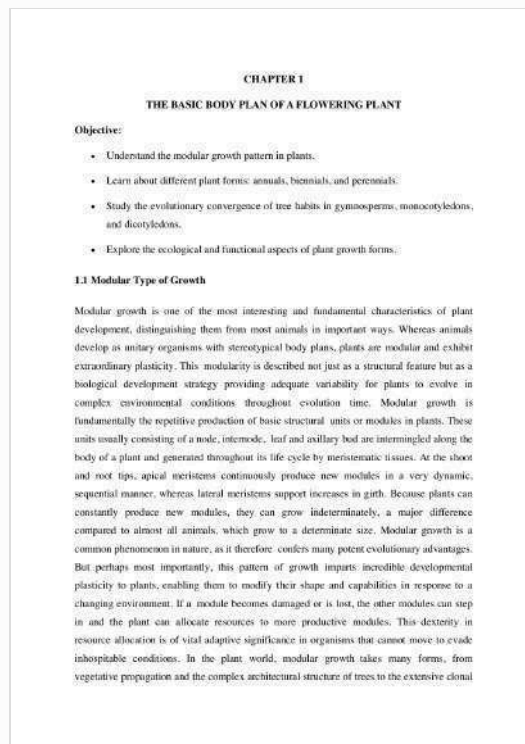 CHAPTER 1
THE BASIC BODY PLAN OF A FLOWERING PLANT
Objective:
• Understand the modular growth pattern in plants.
• Learn about different plant forms: annuals, biennials, and perennials.
• Study the evolutionary convergence of tree habits in gymnosperms, monocotyledons,
and dicotyledons.
• Explore the ecological and functional aspects of plant growth forms.
1.1 Modular Type of Growth
Modular growth is one of the most interesting and fundamental characteristics of plant
development, distinguishing them from most animals in important ways. Whereas animals
develop as unitary organisms with stereotypical body plans, plants are modular and exhibit
extraordinary plasticity. This modularity is described not just as a structural feature but as a
biological development strategy providing adequate variability for plants to evolve in
complex environmental conditions throughout evolution time. Modular growth is
fundamentally the repetitive production of basic structural units or modules in plants. These
units usually consisting of a node, internode, leaf and axillary bud are intermingled along the
body of a plant and generated throughout its life cycle by meristematic tissues. At the shoot
and root tips, apical meristems continuously produce new modules in a very dynamic,
sequential manner, whereas lateral meristems support increases in girth. Because plants can
constantly produce new modules, they can grow indeterminately, a major difference
compared to almost all animals, which grow to a determinate size. Modular growth is a
common phenomenon in nature, as it therefore confers many potent evolutionary advantages.
But perhaps most importantly, this pattern of growth imparts incredible developmental
plasticity to plants, enabling them to modify their shape and capabilities in response to a
changing environment. If a module becomes damaged or is lost, the other modules can step
in and the plant can allocate resources to more productive modules. This dexterity in
resource allocation is of vital adaptive significance in organisms that cannot move to evade
inhospitable conditions. In the plant world, modular growth takes many forms, from
vegetative propagation and the complex architectural structure of trees to the extensive clonal